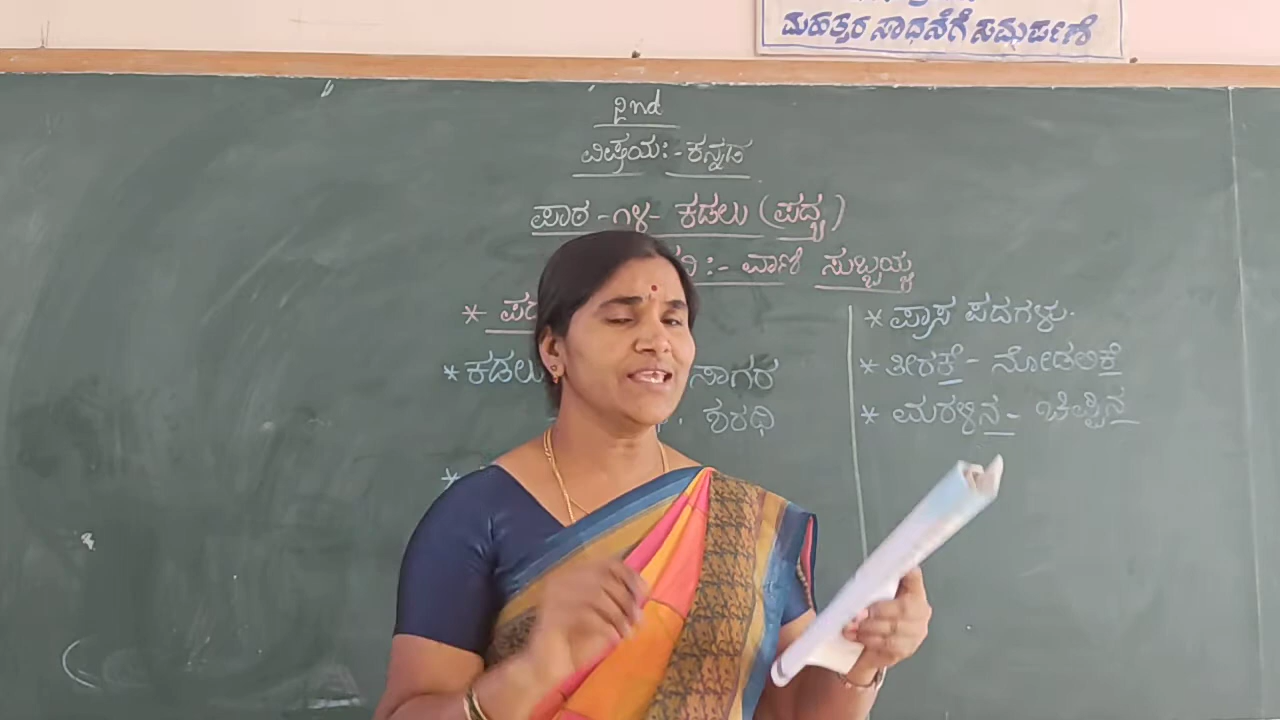 ಮಹತ್ತರ ಸಾಧನೆಗೆ ಸಮರ್ಪಣೆ
೨nd
ವಿಷಯ:-ಕನ್ನಡ
ಪಾಠ -೧೪- ಕಡಲು (ಪದ್ಯ)
:- ವಾಣಿ ಸುಬ್ಬಯ್ಯ
*
* ಕಡಲು ಸಾಗರ
ಶರಧಿ
*
* ಪ್ರಾಸ ಪದಗಳು.
* ತೀರಕ್ಕೆ - ನೋಡಲಿಕ್ಕೆ
* ಮರಳಿನ - ಚಿಪ್ಪಿನ